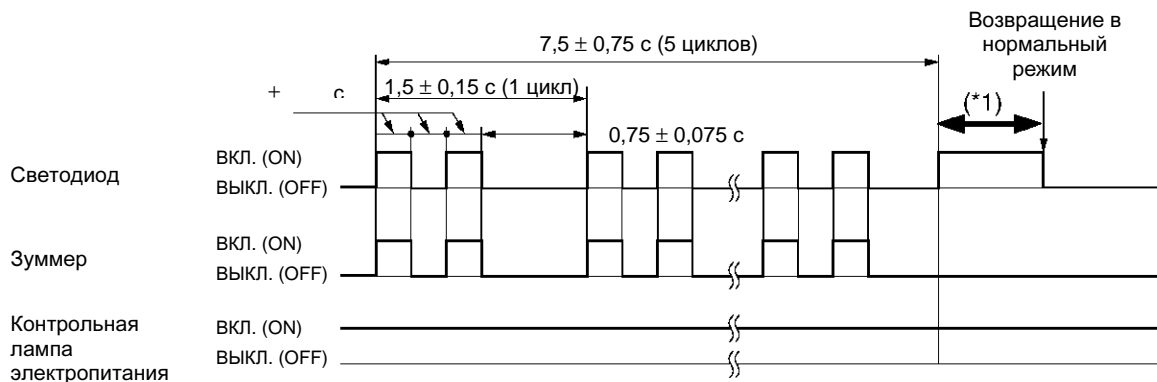 Возвращение в
нормальный
режим
7,5 ± 0,75 с (5 циклов)
1,5 ± 0,15 с (1 цикл)
+ с
(*1)
0,75 ± 0,075 с
Светодиод
ВКЛ. (ON)
ВЫКЛ. (OFF)
Зуммер
ВКЛ. (ON)
ВЫКЛ. (OFF)
Контрольная
лампа
электропитания
ВКЛ. (ON)
ВЫКЛ. (OFF)